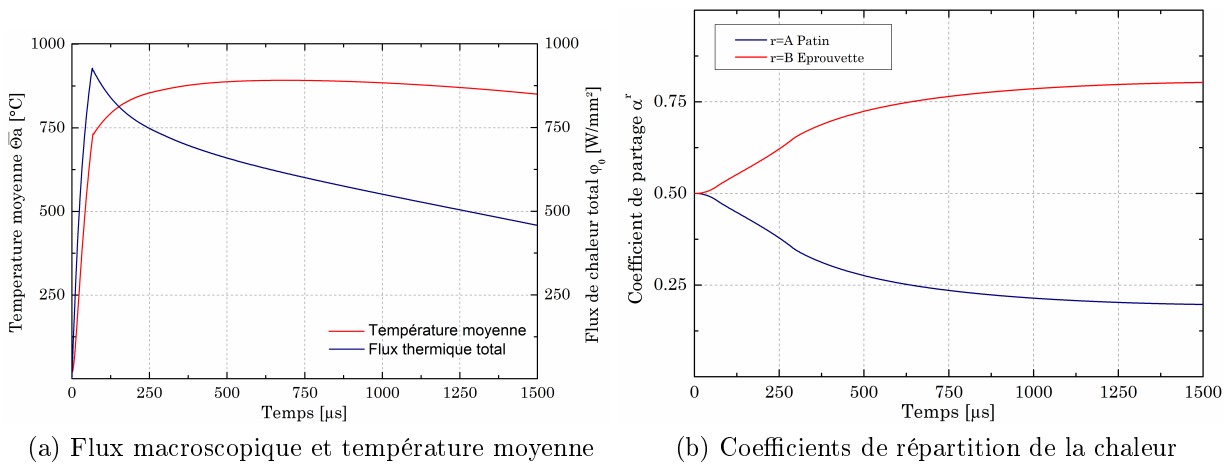 1000
750
500
250
Temperature moyenne Θa [°C]
1000
750
500
250
Flux de chaleur total φ₀ [W/mm²]
Température moyenne
Flux thermique total
0 250 500 750 1000 1250 1500
Temps [µs]
(a) Flux macroscopique et température moyenne
r=A Patin
r=B Eprouvette
0.75
0.50
0.25
Coefficient de partage αʳ
0 250 500 750 1000 1250 1500
Temps [µs]
(b) Coefficients de répartition de la chaleur